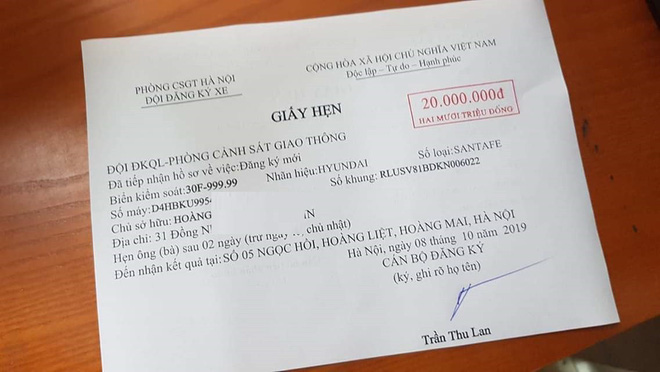 PHÒNG CSGT HÀ NỘI
ĐỘI ĐĂNG KÝ XE
CỘNG HÒA XÃ HỘI CHỦ NGHĨA VIỆT NAM
Độc lập – Tự do – Hạnh phúc
GIẤY HẸN
20.000.000đ
HAI MƯƠI TRIỆU ĐỒNG
ĐỘI ĐKQL-PHÒNG CẢNH SÁT GIAO THÔNG
Đã tiếp nhận hồ sơ về việc:Đăng ký mới
Biển kiểm soát:30F-999.99 Nhãn hiệu:HYUNDAI Số loại:SANTAFE
Số máy:D4HBKU9954 Số khung: RLUSV81BDKN006022
Chủ sở hữu: HOÀNG
Địa chỉ: 31 Đồng
Hẹn ông (bà) sau 02 ngày (trừ ngày chủ nhật)
Đến nhận kết quả tại:SỐ 05 NGỌC HỒI, HOÀNG LIỆT, HOÀNG MAI, HÀ NỘI
Hà Nội, ngày 08 tháng 10 năm 2019
CÁN BỘ ĐĂNG KÝ
(ký, ghi rõ họ tên)
Trần Thu Lan